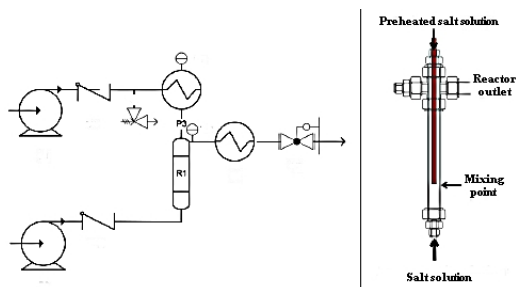 P3
R1
Preheated salt solution
Reactor
outlet
Mixing
point
Salt solution